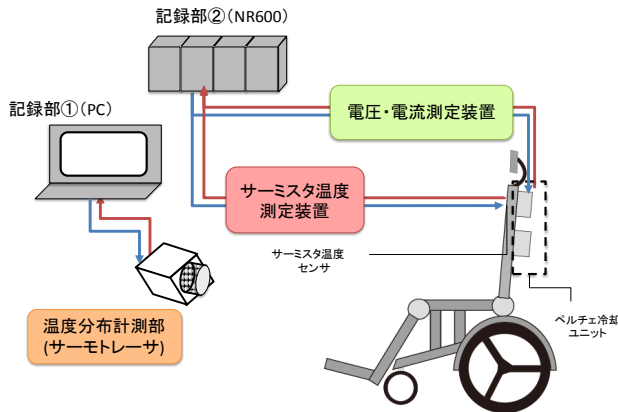 記録部②(NR600)
電圧・電流測定装置
記録部①(PC)
サーミスタ温度
測定装置
サーミスタ温度
センサ
ペルチェ冷却
ユニット
温度分布計測部
(サーモトレーサ)